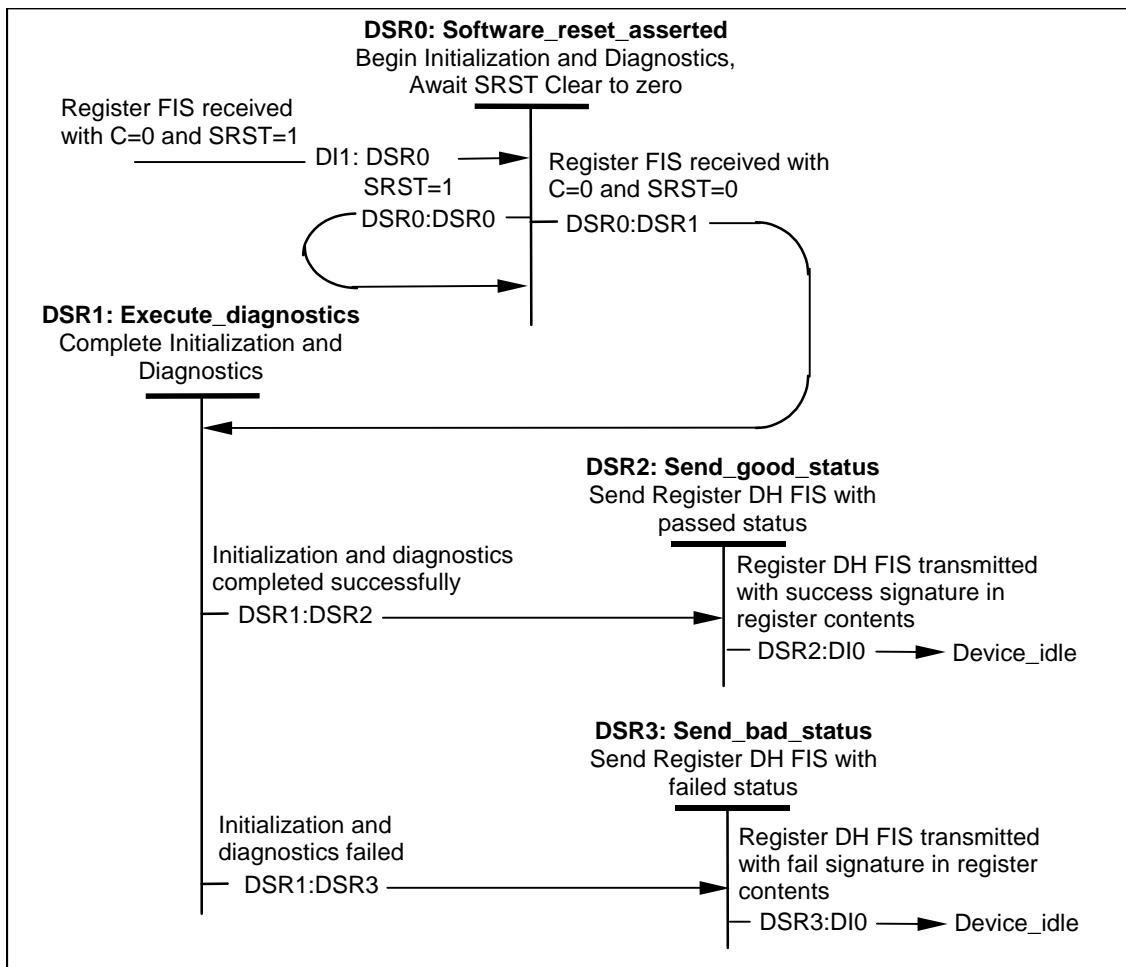 DSR0: Software_reset_asserted
Begin Initialization and Diagnostics,
Await SRST Clear to zero
Register FIS received
with C=0 and SRST=1
DI1: DSR0
SRST=1
DSR0:DSR0
Register FIS received with
C=0 and SRST=0
DSR0:DSR1
DSR1: Execute_diagnostics
Complete Initialization and
Diagnostics
DSR2: Send_good_status
Send Register DH FIS with
passed status
Initialization and diagnostics
completed successfully
DSR1:DSR2
Register DH FIS transmitted
with success signature in
register contents
DSR2:DI0
Device_idle
DSR3: Send_bad_status
Send Register DH FIS with
failed status
Initialization and
diagnostics failed
DSR1:DSR3
Register DH FIS transmitted
with fail signature in register
contents
DSR3:DI0
Device_idle